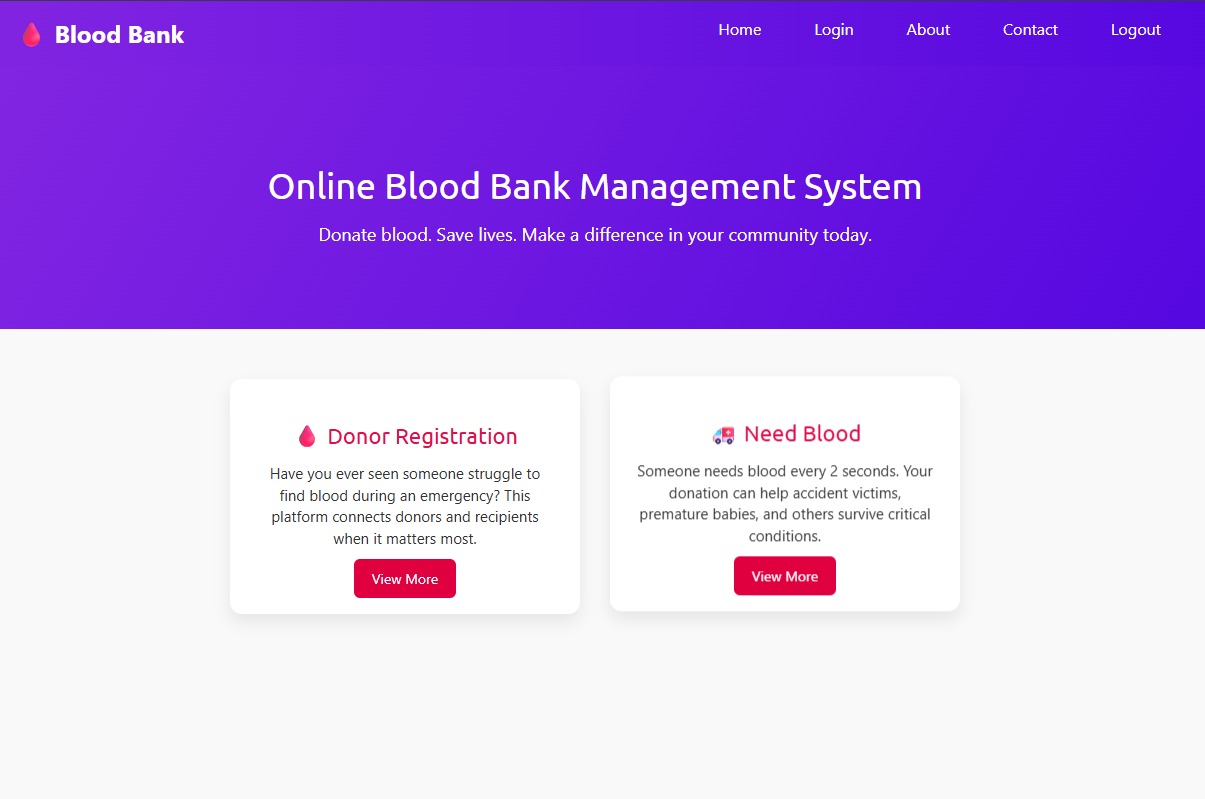 Blood Bank
Home Login About Contact Logout
Online Blood Bank Management System
Donate blood. Save lives. Make a difference in your community today.
Donor Registration
Have you ever seen someone struggle to
find blood during an emergency? This
platform connects donors and recipients
when it matters most.
View More
Need Blood
Someone needs blood every 2 seconds. Your
donation can help accident victims,
premature babies, and others survive critical
conditions.
View More